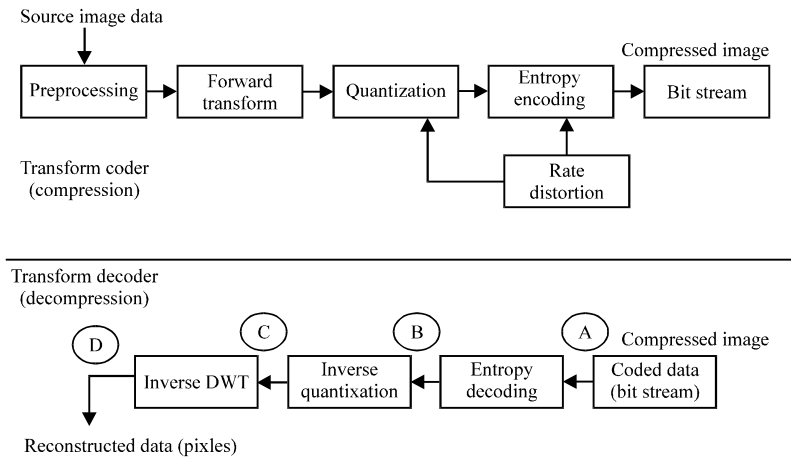 Source image data
Compressed image
Preprocessing
Forward
transform
Quantization
Entropy
encoding
Bit stream
Transform coder
(compression)
Rate
distortion
Transform decoder
(decompression)
D
C
B
A
Compressed image
Inverse DWT
Inverse
quantixation
Entropy
decoding
Coded data
(bit stream)
Reconstructed data (pixles)